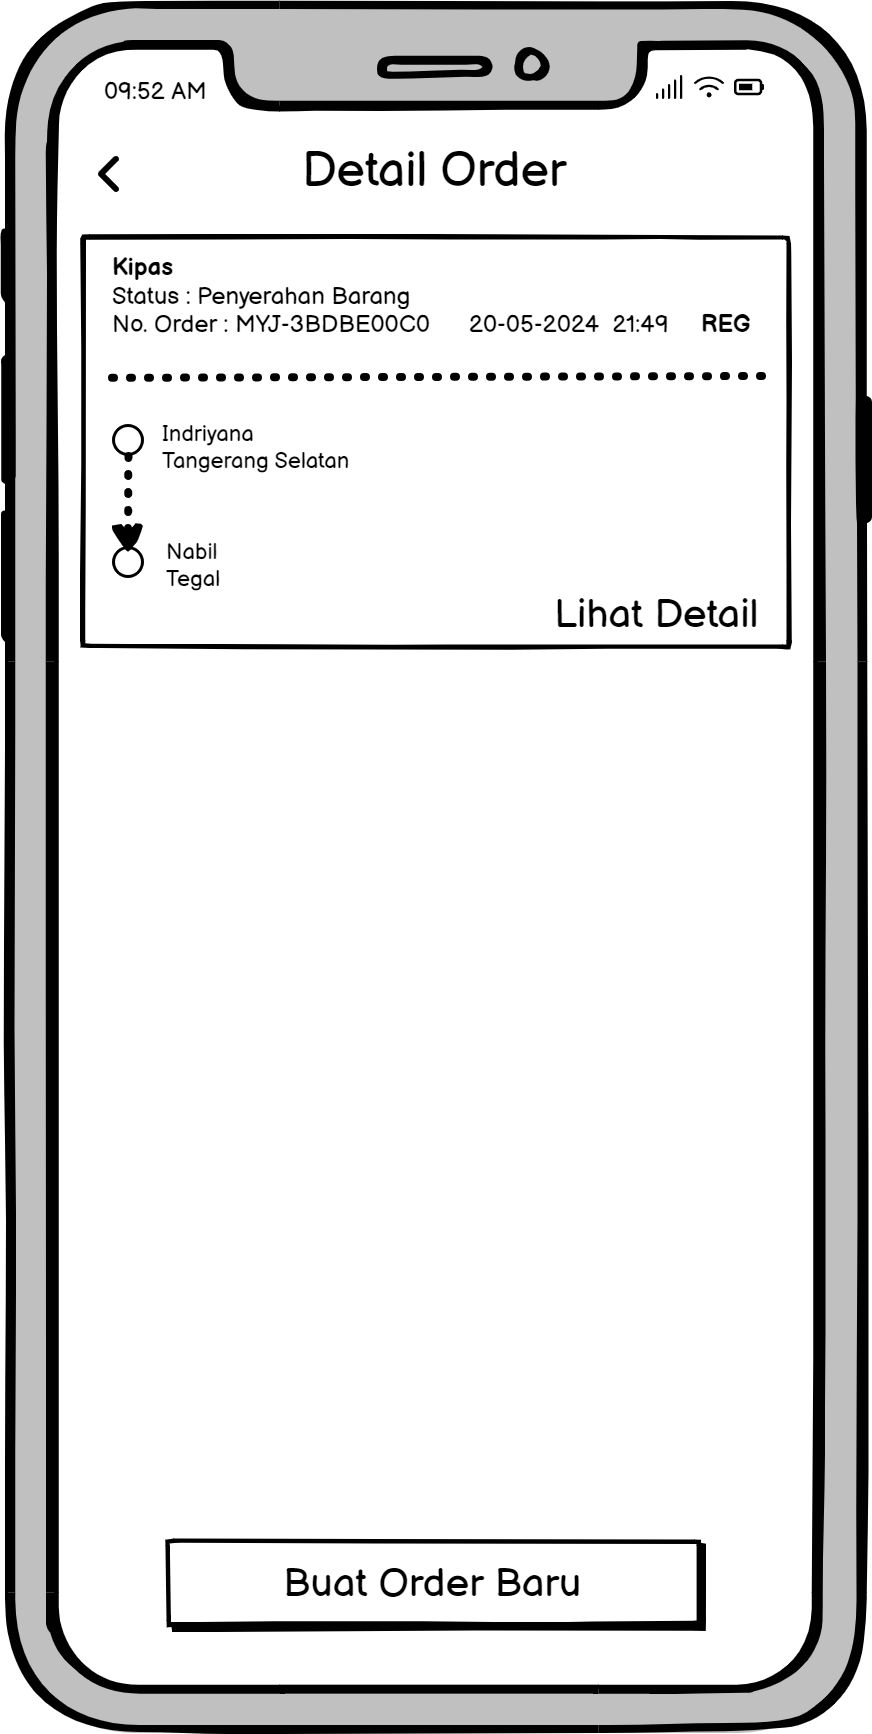 09:52 AM
Detail Order
Kipas
Status : Penyerahan Barang
No. Order : MYJ-3BDBE00C0 20-05-2024 21:49 REG
Indriyana
Tangerang Selatan
Nabil
Tegal
Lihat Detail
Buat Order Baru